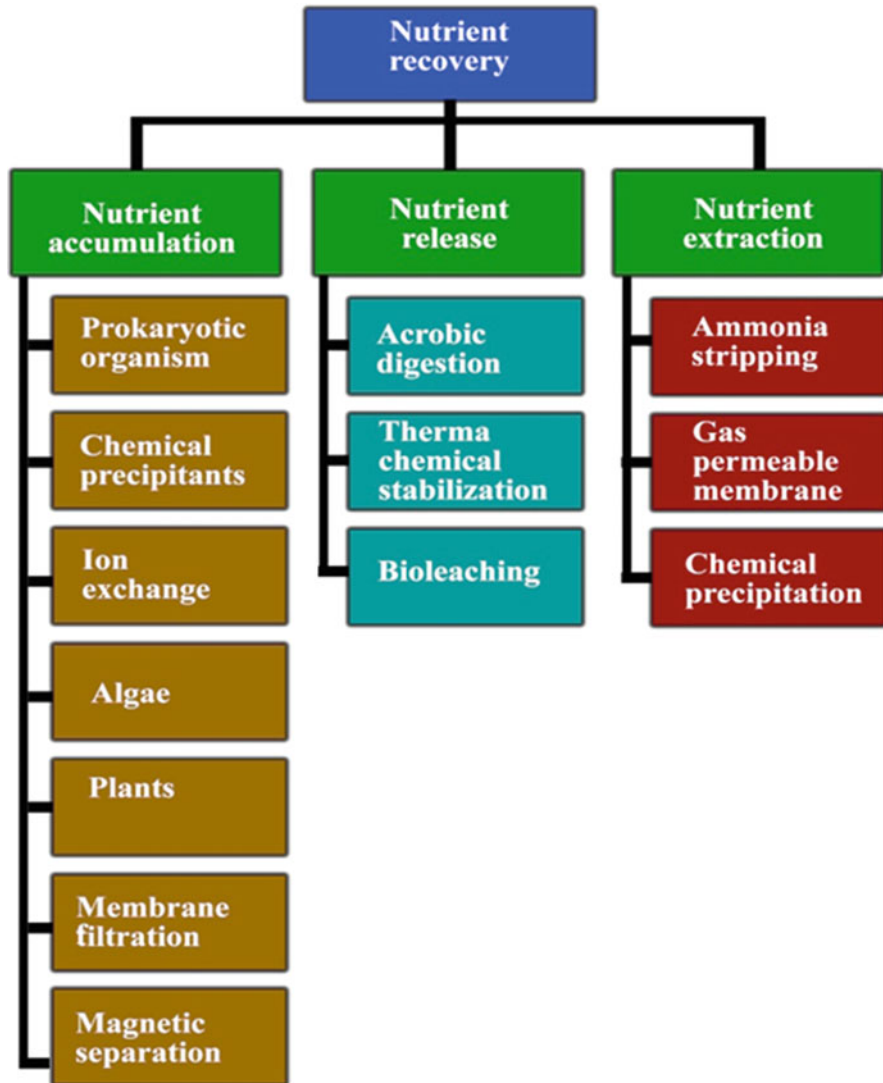 Nutrient
recovery
Nutrient
accumulation
Prokaryotic
organism
Chemical
precipitants
Ion
exchange
Algae
Plants
Membrane
filtration
Magnetic
separation
Nutrient
release
Acrobic
digestion
Therma
chemical
stabilization
Bioleaching
Nutrient
extraction
Ammonia
stripping
Gas
permeable
membrane
Chemical
precipitation